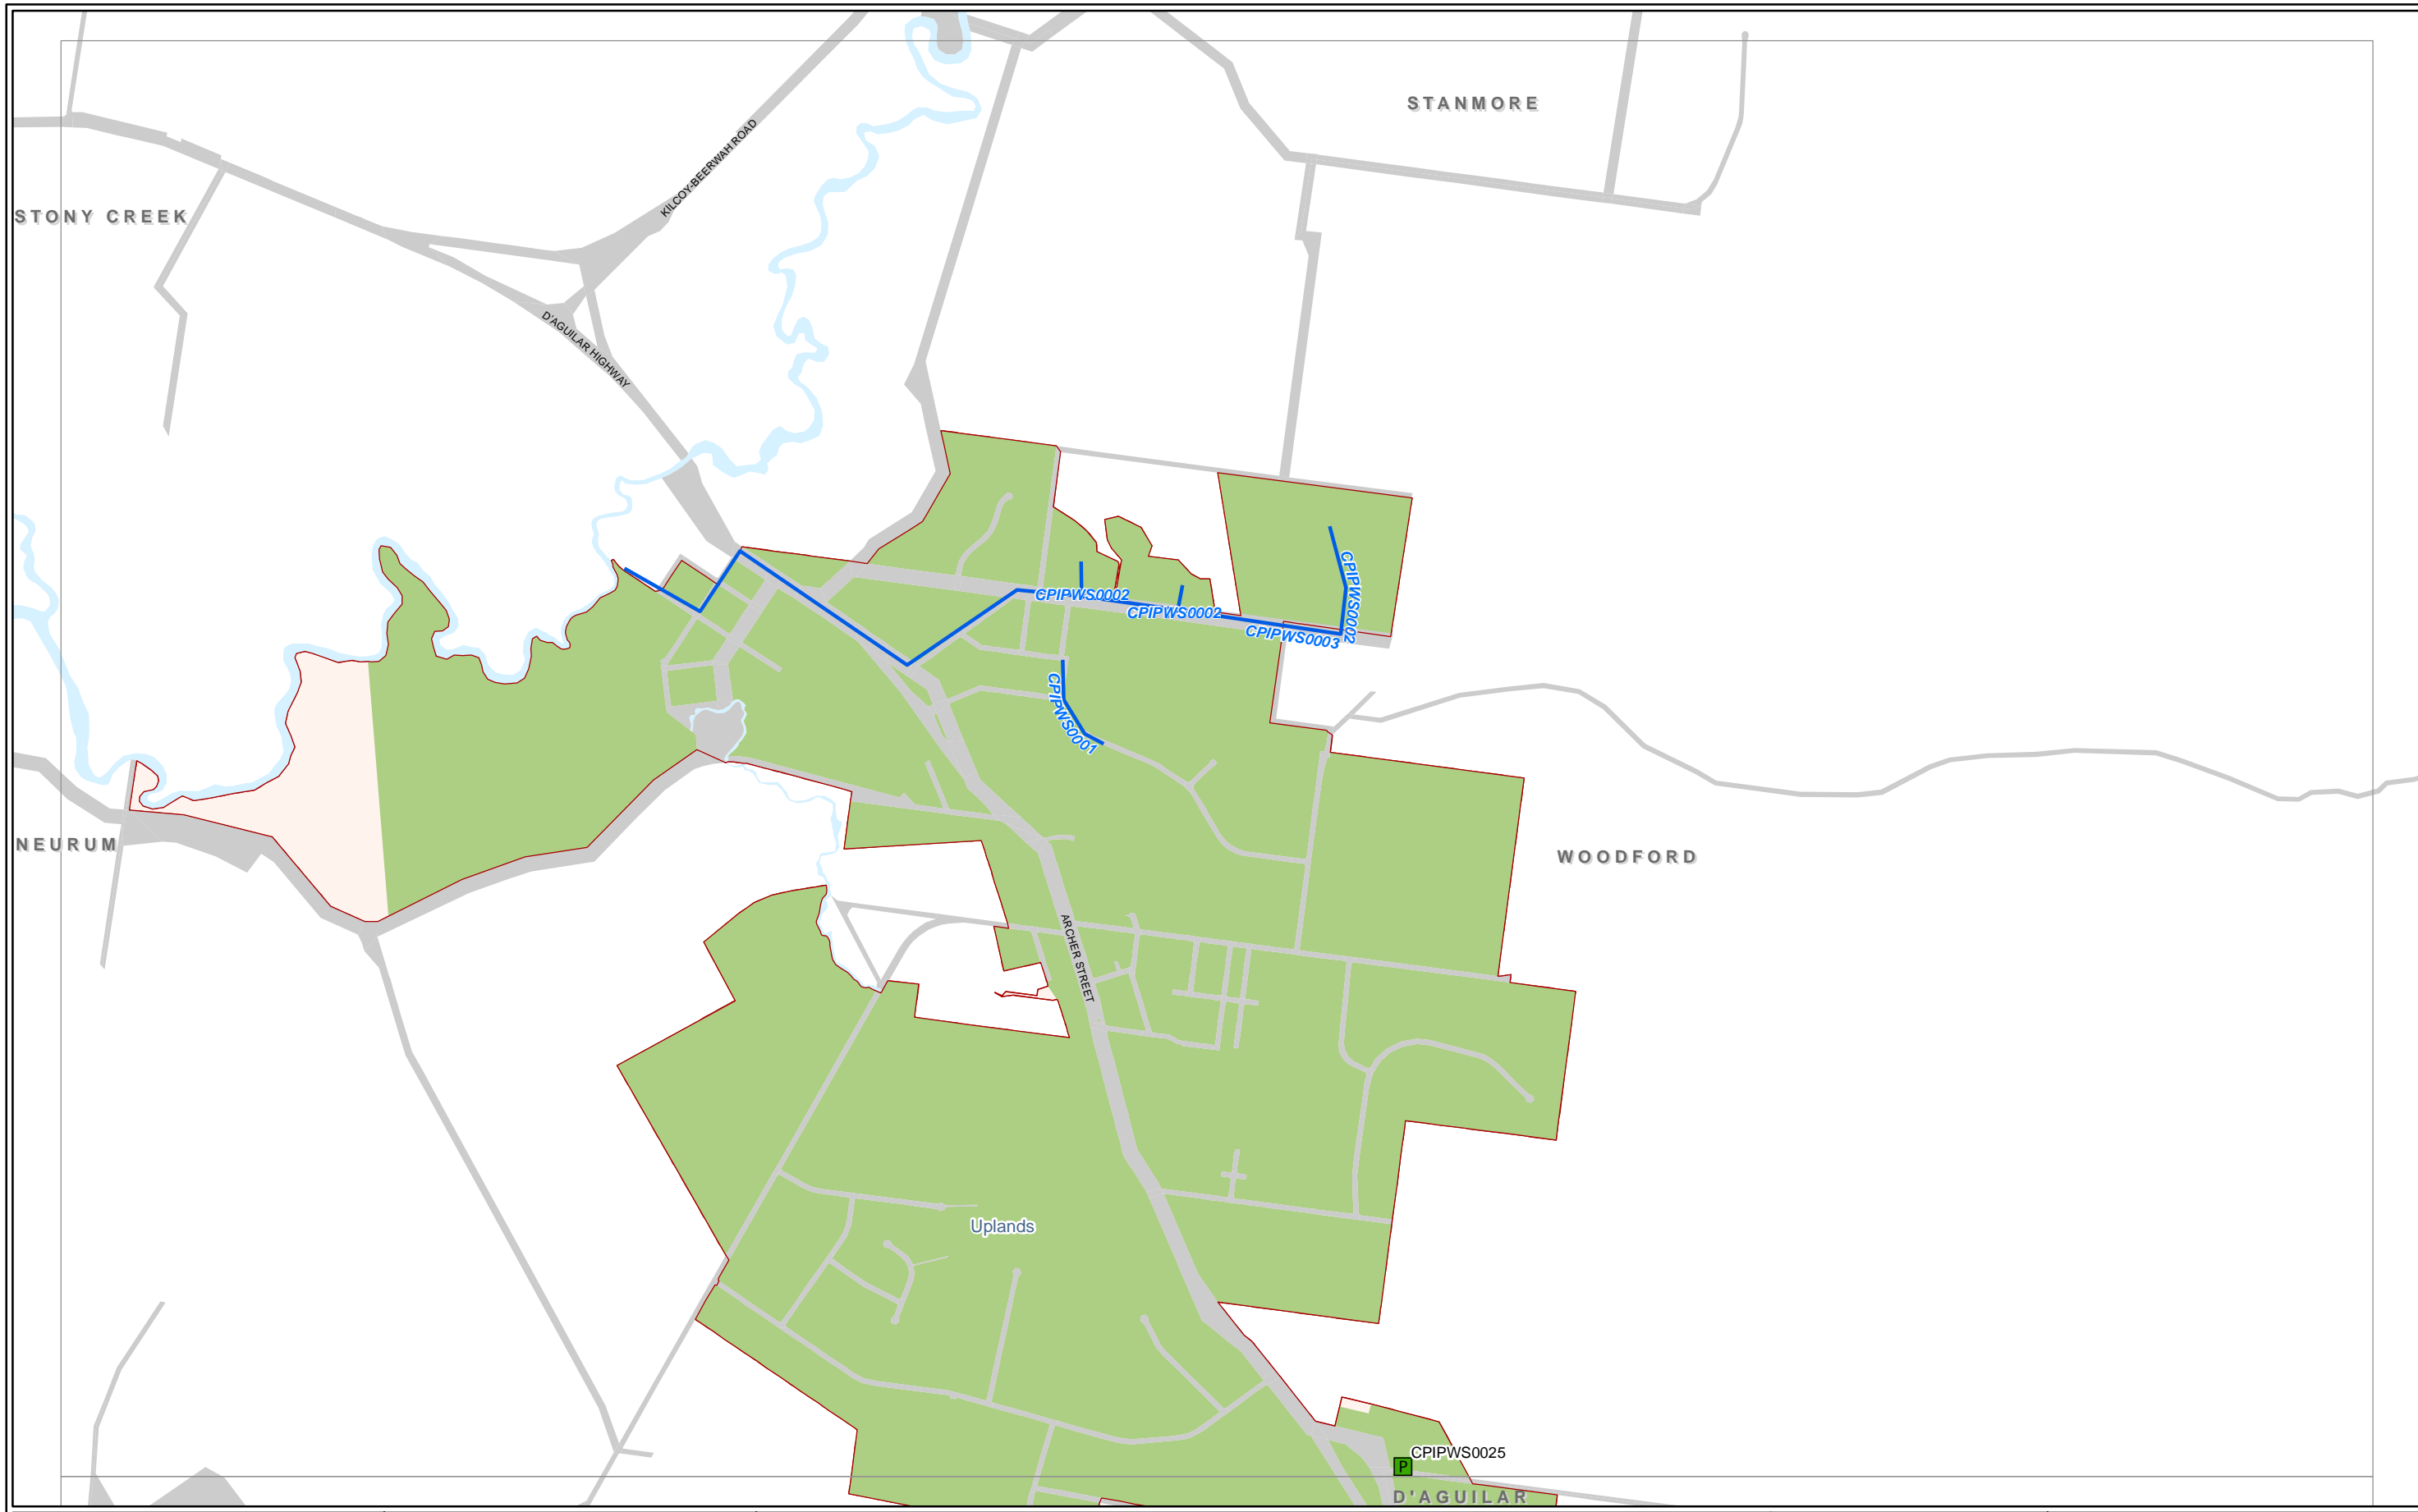 STANMORE
KILCOY-BEERWAH ROAD
STONY CREEK
D'AGUILAR HIGHWAY
CPIPWS0002
CPIPWS0002
CPIPWS0002
CPIPWS0003
CPIPWS0001
NEURUM
WOODFORD
ARCHER STREET
Uplands
CPIPWS0025
P
D'AGUILAR